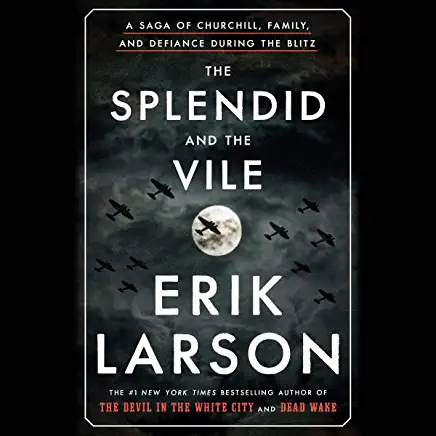 A SAGA OF CHURCHILL, FAMILY,
AND DEFIANCE DURING THE BLITZ
THE
SPLENDID
AND THE
VILE
ERIK
LARSON
THE #1 NEW YORK TIMES BESTSELLING AUTHOR OF
THE DEVIL IN THE WHITE CITY AND DEAD WAKE